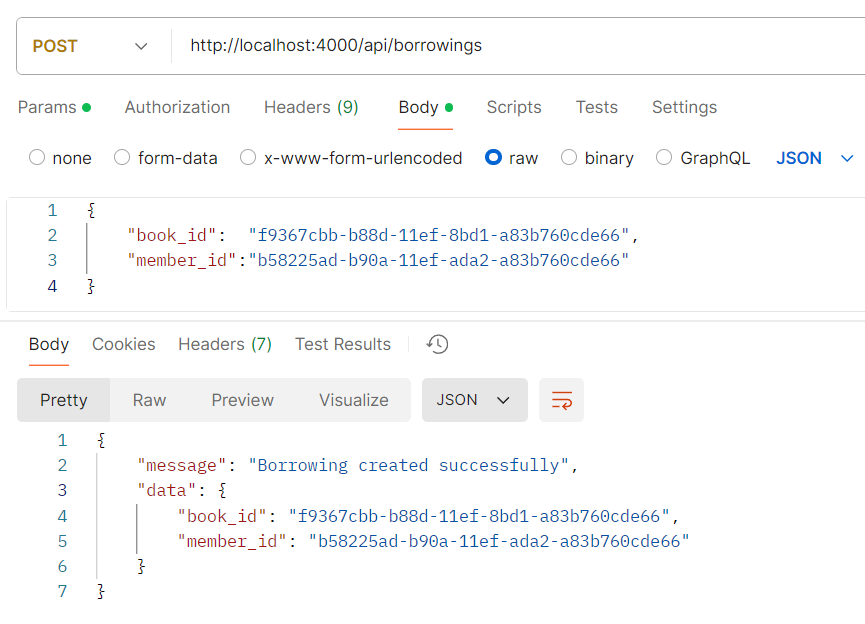 POST http://localhost:4000/api/borrowings
Params Authorization Headers (9) Body Scripts Tests Settings
none form-data x-www-form-urlencoded raw binary GraphQL JSON
1 {
2 "book_id": "f9367cbb-b88d-11ef-8bd1-a83b760cde66",
3 "member_id":"b58225ad-b90a-11ef-ada2-a83b760cde66"
4 }
Body Cookies Headers (7) Test Results
Pretty Raw Preview Visualize JSON
1 {
2 "message": "Borrowing created successfully",
3 "data": {
4 "book_id": "f9367cbb-b88d-11ef-8bd1-a83b760cde66",
5 "member_id": "b58225ad-b90a-11ef-ada2-a83b760cde66"
6 }
7 }